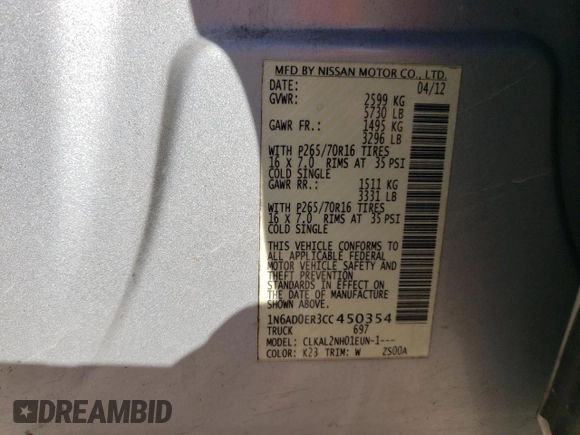 MFD BY NISSAN MOTOR CO., LTD.
DATE: 04/12
GVWR: 2599 KG
5730 LB
GAWR FR.: 1495 KG
3296 LB
WITH P265/70R16 TIRES
16 X 7.0 RIMS AT 35 PSI
COLD SINGLE
GAWR RR.: 1511 KG
3331 LB
WITH P265/70R16 TIRES
16 X 7.0 RIMS AT 35 PSI
COLD SINGLE
THIS VEHICLE CONFORMS TO
ALL APPLICABLE FEDERAL
MOTOR VEHICLE SAFETY AND
THEFT PREVENTION
STANDARDS IN EFFECT ON
THE DATE OF MANUFACTURE
SHOWN ABOVE.
1N6AD0ER3CC450354
TRUCK 697
MODEL: CLKAL2NH01EUN-1---
COLOR: K23 TRIM: W ZS00A
DREAMBID
DREAMBID